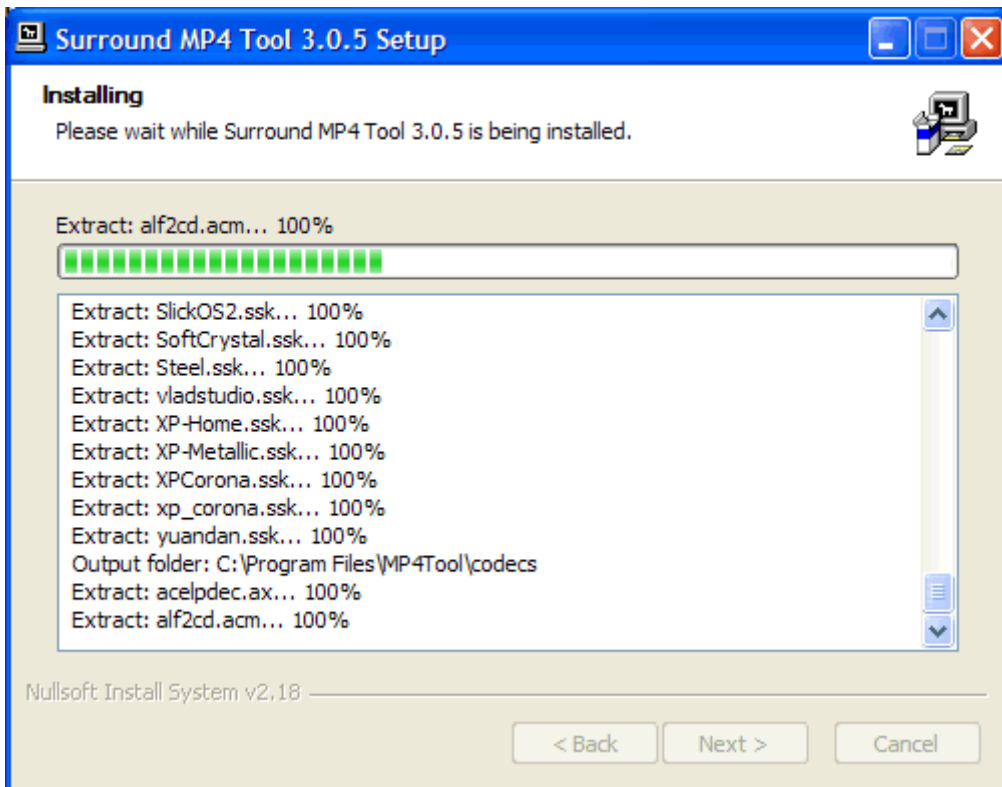 Surround MP4 Tool 3.0.5 Setup
Installing
Please wait while Surround MP4 Tool 3.0.5 is being installed.
Extract: alf2cd.acm... 100%
Extract: SlickOS2.ssk... 100%
Extract: SoftCrystal.ssk... 100%
Extract: Steel.ssk... 100%
Extract: vladstudio.ssk... 100%
Extract: XP-Home.ssk... 100%
Extract: XP-Metallic.ssk... 100%
Extract: XPCorona.ssk... 100%
Extract: xp_corona.ssk... 100%
Extract: yuandan.ssk... 100%
Output folder: C:\Program Files\MP4Tool\codecs
Extract: acelpdec.ax... 100%
Extract: alf2cd.acm... 100%
Nullsoft Install System v2.18
< Back Next > Cancel